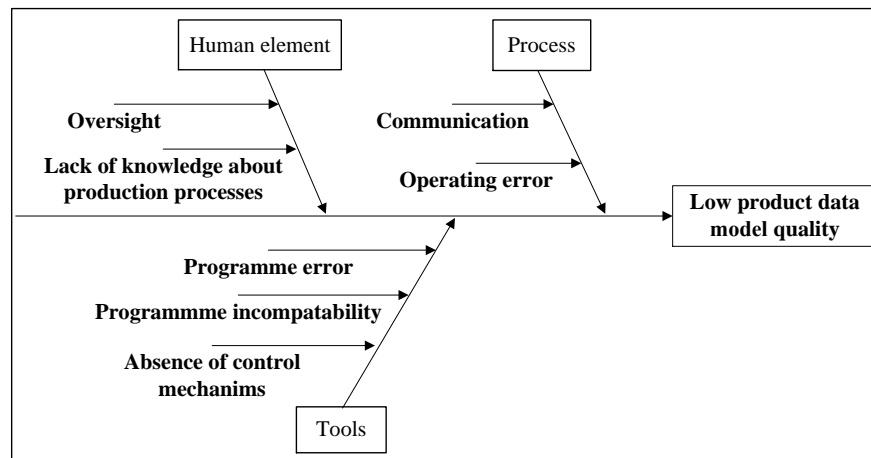 Human element
Process
Oversight
Communication
Lack of knowledge about
production processes
Operating error
Low product data
model quality
Programme error
Programmme incompatability
Absence of control
mechanims
Tools